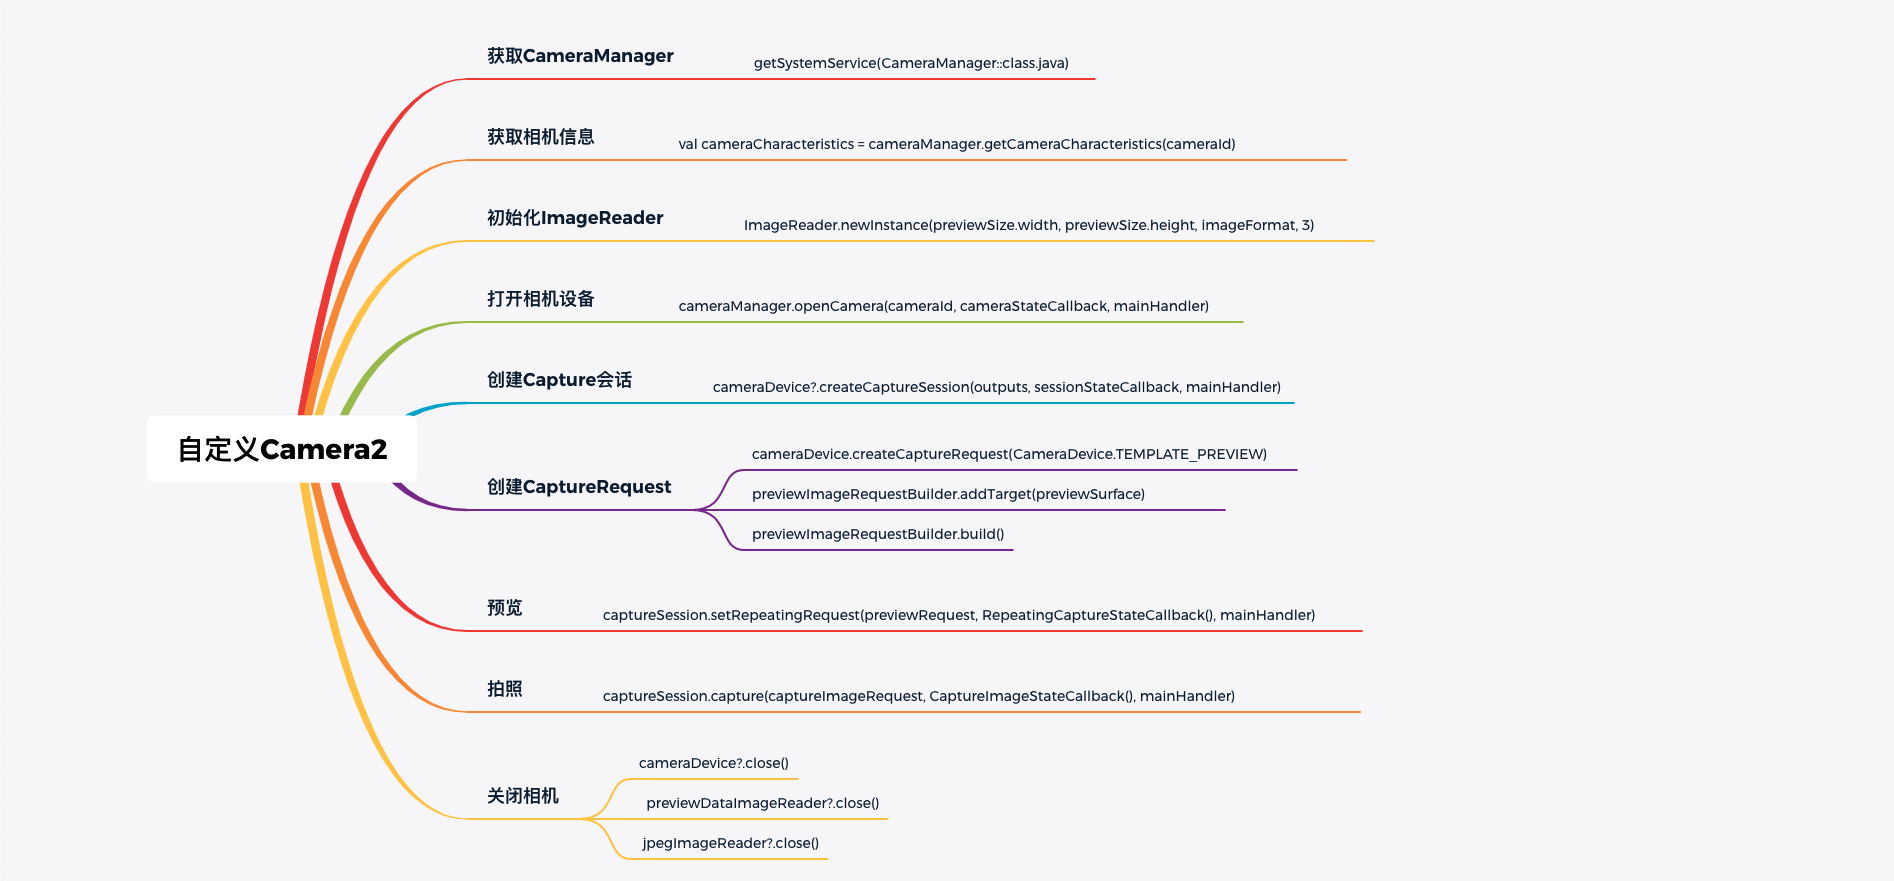 自定义Camera2
获取CameraManager
getSystemService(CameraManager::class.java)
获取相机信息
val cameraCharacteristics = cameraManager.getCameraCharacteristics(cameraId)
初始化ImageReader
ImageReader.newInstance(previewSize.width, previewSize.height, imageFormat, 3)
打开相机设备
cameraManager.openCamera(cameraId, cameraStateCallback, mainHandler)
创建Capture会话
cameraDevice?.createCaptureSession(outputs, sessionStateCallback, mainHandler)
创建CaptureRequest
cameraDevice.createCaptureRequest(CameraDevice.TEMPLATE_PREVIEW)
previewImageRequestBuilder.addTarget(previewSurface)
previewImageRequestBuilder.build()
预览
captureSession.setRepeatingRequest(previewRequest, RepeatingCaptureStateCallback(), mainHandler)
拍照
captureSession.capture(captureImageRequest, CaptureImageStateCallback(), mainHandler)
关闭相机
cameraDevice?.close()
previewDataImageReader?.close()
jpegImageReader?.close()